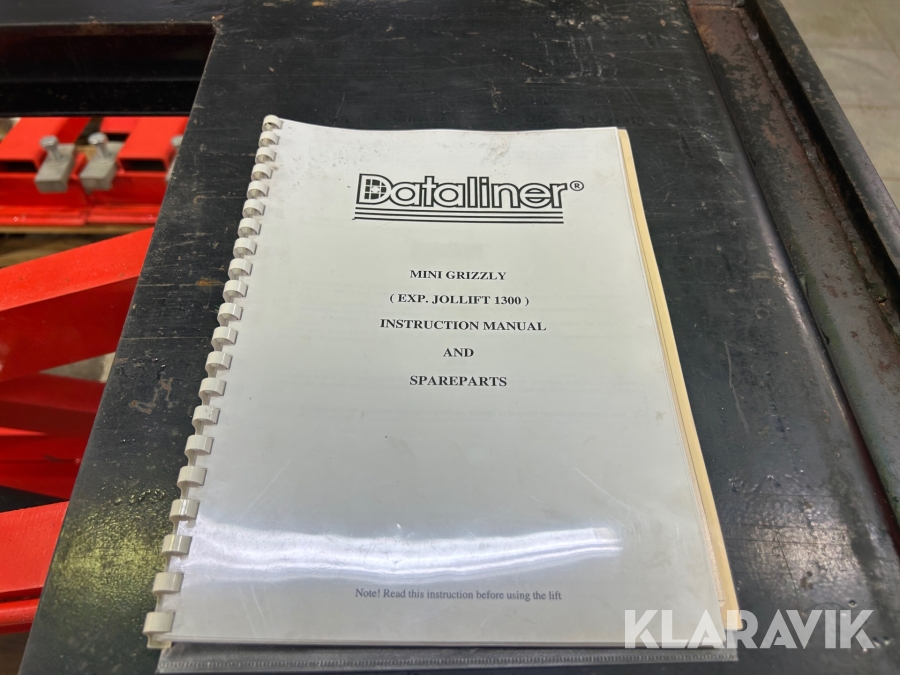 Dataliner®
MINI GRIZZLY
( EXP. JOLLIFT 1300 )
INSTRUCTION MANUAL
AND
SPAREPARTS
Note! Read this instruction before using the lift
KLARAVIK